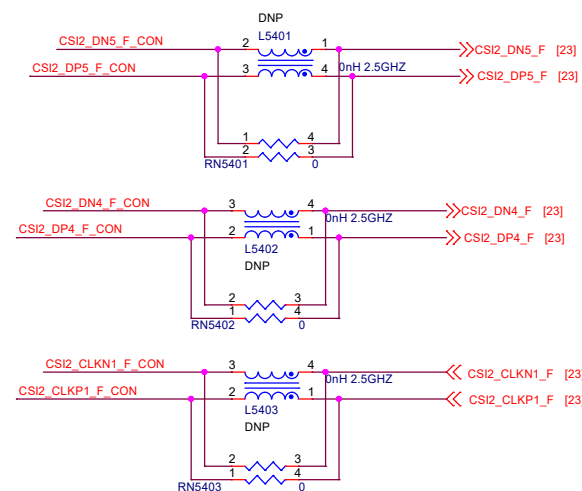 DNP
L5401
CSI2_DN5_F_CON 2 1 CSI2_DN5_F [23]
CSI2_DP5_F_CON 3 4 0nH 2.5GHZ CSI2_DP5_F [23]
1 4
2 3
RN5401 0
CSI2_DN4_F_CON 3 4 CSI2_DN4_F [23]
0nH 2.5GHZ
CSI2_DP4_F_CON 2 1 CSI2_DP4_F [23]
L5402
DNP
2 3
1 4
RN5402 0
CSI2_CLKN1_F_CON 3 4 CSI2_CLKN1_F [23]
0nH 2.5GHZ
CSI2_CLKP1_F_CON 2 1 CSI2_CLKP1_F [23]
L5403
DNP
2 3
1 4
RN5403 0